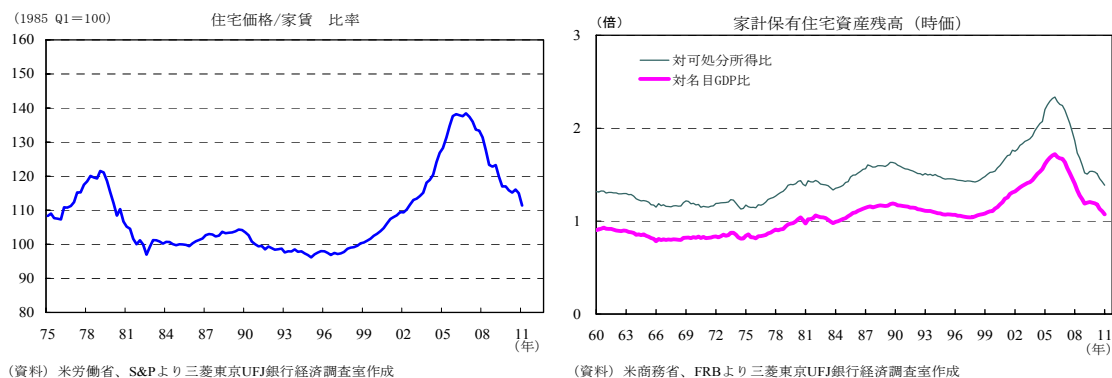 (1985 Q1＝100)
住宅価格/家賃　比率
160
150
140
130
120
110
100
90
80
75 78 81 84 87 90 93 96 99 02 05 08 11
(年)
(資料) 米労働省、S&Pより三菱東京UFJ銀行経済調査室作成
(倍)
家計保有住宅資産残高（時価）
3
対可処分所得比
対名目GDP比
2
1
0
60 63 66 69 72 75 78 81 84 87 90 93 96 99 02 05 08 11
(年)
(資料) 米商務省、FRBより三菱東京UFJ銀行経済調査室作成